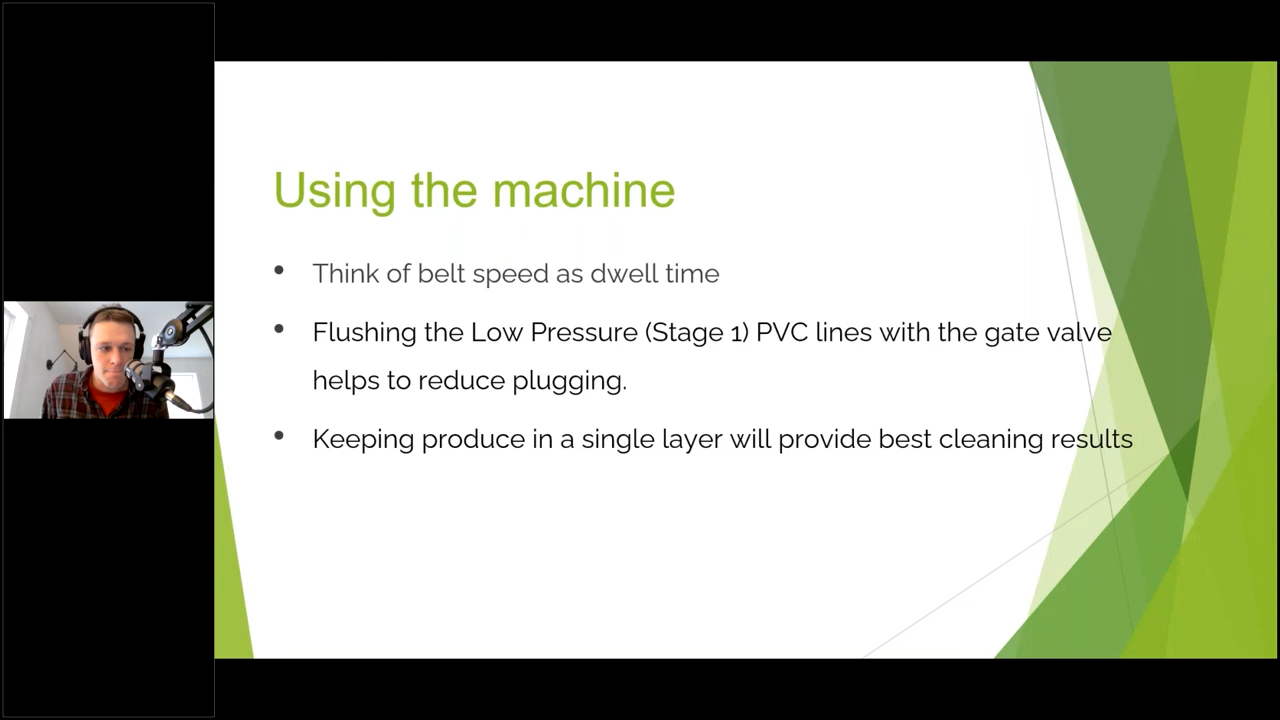 Using the machine
• Think of belt speed as dwell time
• Flushing the Low Pressure (Stage 1) PVC lines with the gate valve
helps to reduce plugging.
• Keeping produce in a single layer will provide best cleaning results